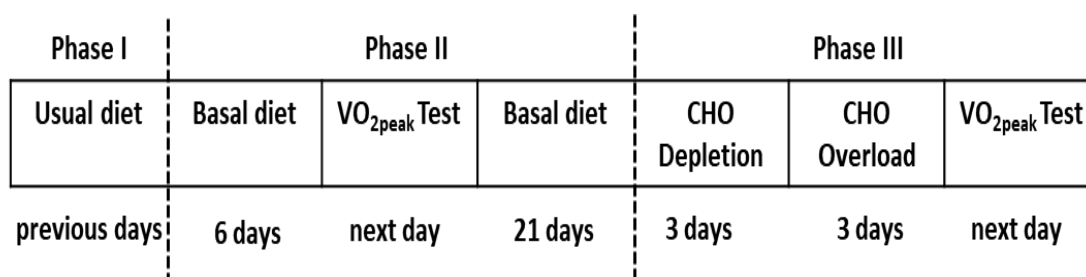 Phase I Phase II Phase III
Usual diet Basal diet VO2peak Test Basal diet CHO Depletion CHO Overload VO2peak Test
previous days 6 days next day 21 days 3 days 3 days next day